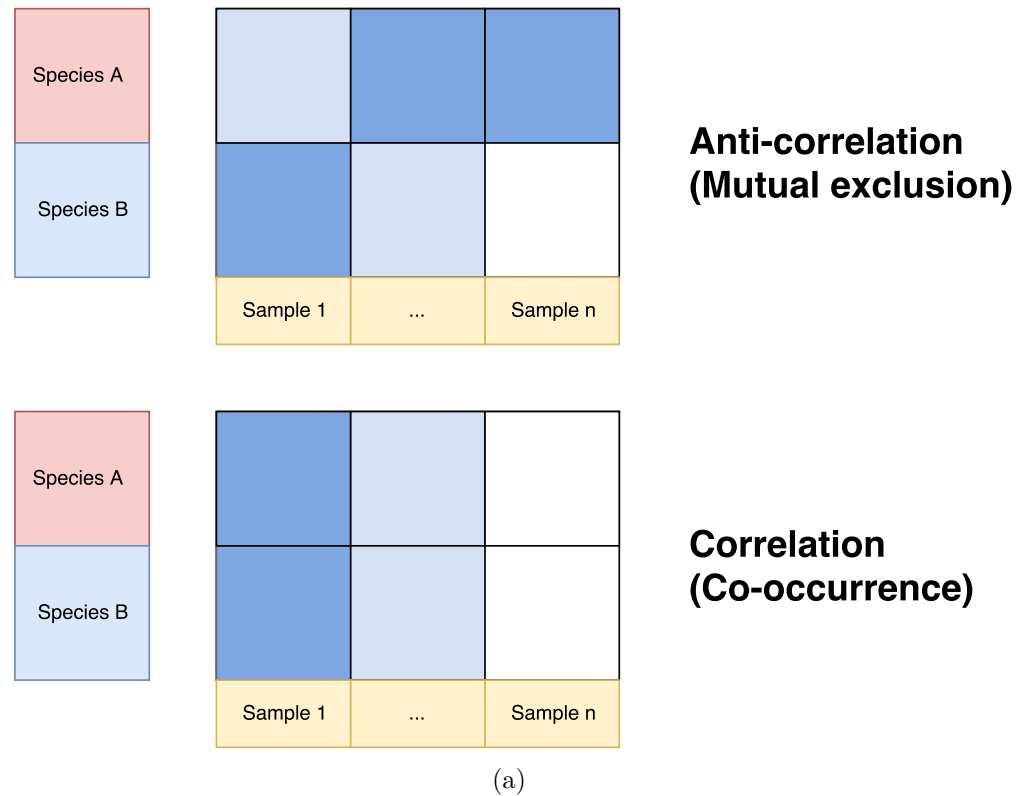 Species A
Species B
Anti-correlation
(Mutual exclusion)
Sample 1
...
Sample n
Species A
Species B
Correlation
(Co-occurrence)
Sample 1
...
Sample n
(a)